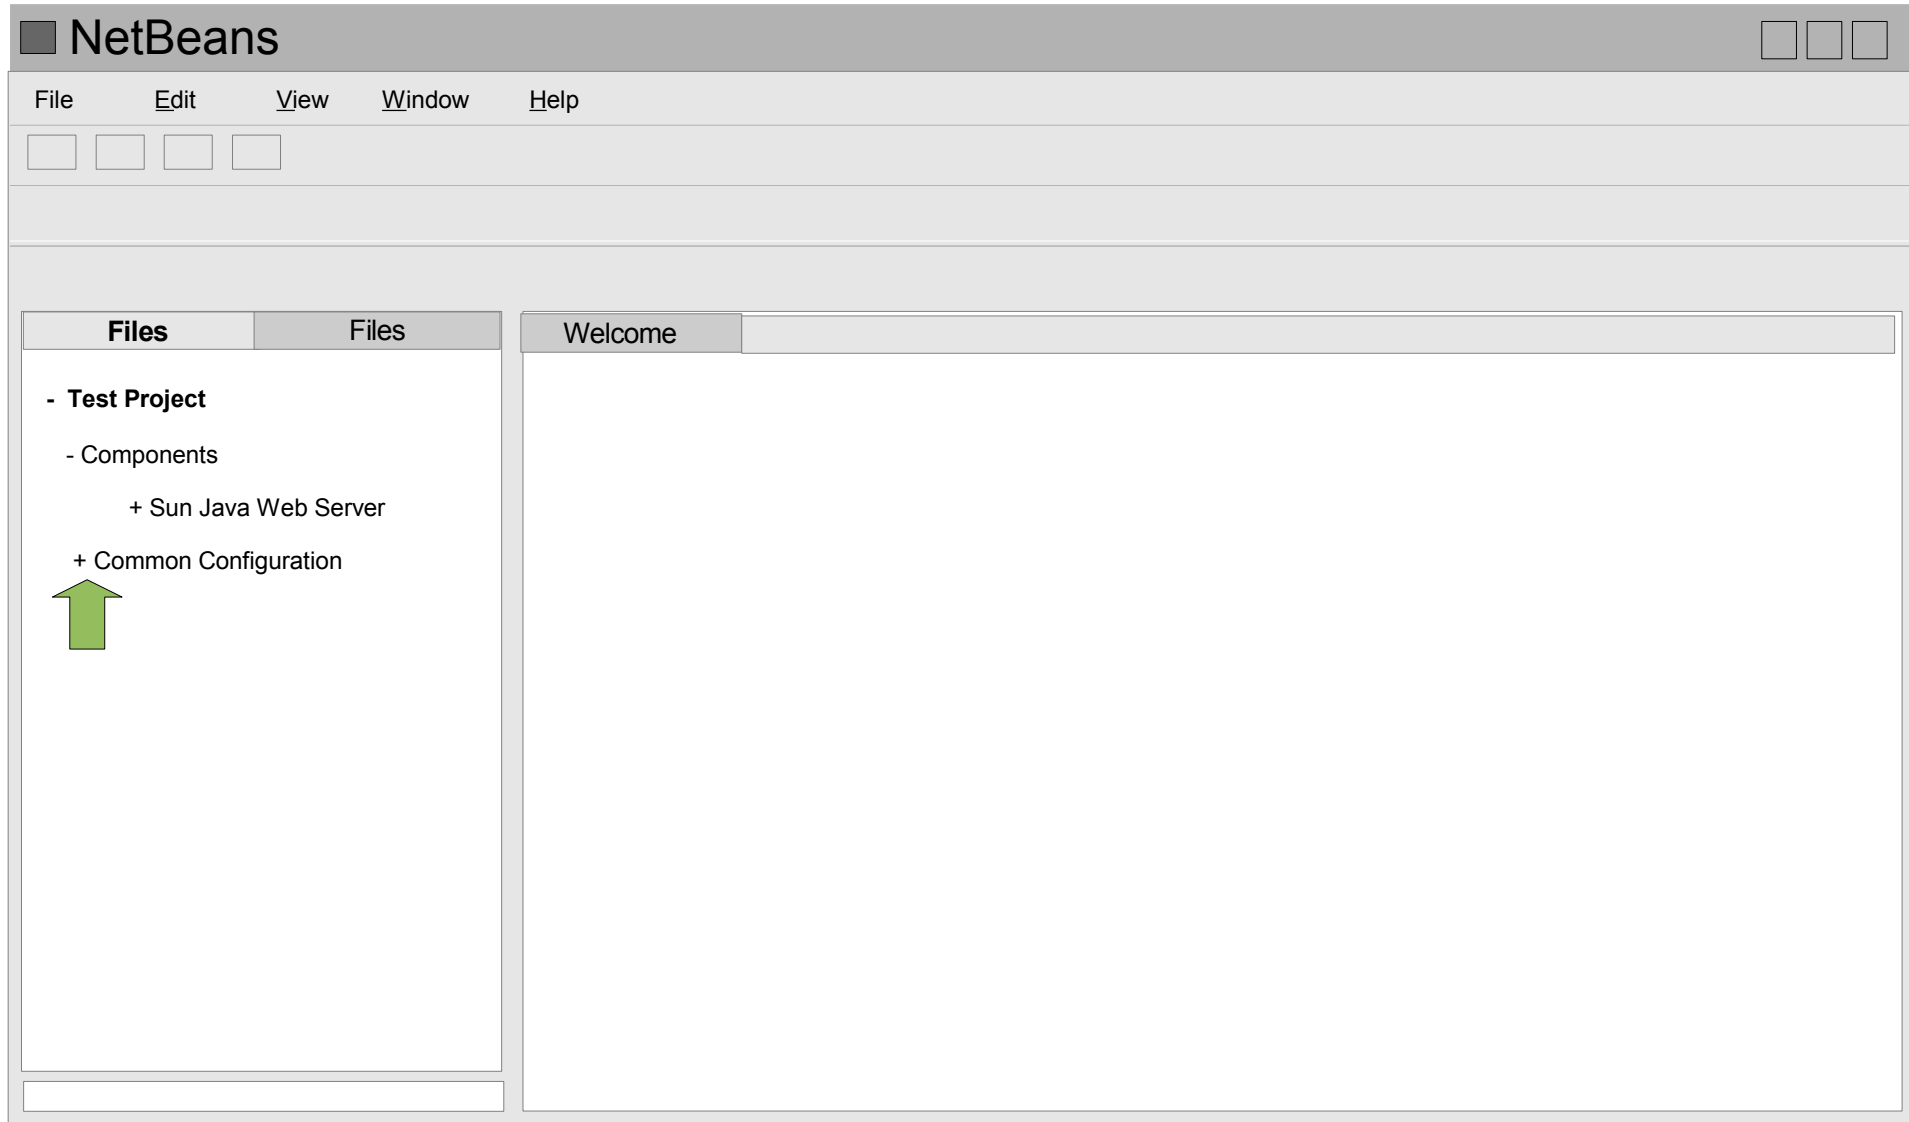 NetBeans
File Edit View Window Help
Files Files Welcome
- Test Project
- Components
+ Sun Java Web Server
+ Common Configuration